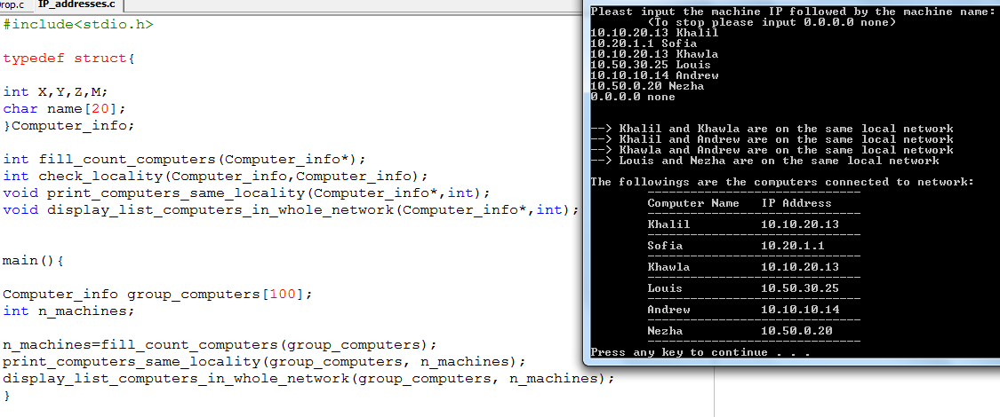 rop.c IP_addresses.c
#include<stdio.h>
typedef struct{
int X,Y,Z,M;
char name[20];
}Computer_info;
int fill_count_computers(Computer_info*);
int check_locality(Computer_info,Computer_info);
void print_computers_same_locality(Computer_info*,int);
void display_list_computers_in_whole_network(Computer_info*,int);
main(){
Computer_info group_computers[100];
int n_machines;
n_machines=fill_count_computers(group_computers);
print_computers_same_locality(group_computers, n_machines);
display_list_computers_in_whole_network(group_computers, n_machines);
}
Pleast input the machine IP followed by the machine name:
(To stop please input 0.0.0.0 none)
10.10.20.13 Khalil
10.20.1.1 Sofia
10.10.20.13 Khawla
10.50.30.25 Louis
10.10.10.14 Andrew
10.50.0.20 Nezha
0.0.0.0 none
--> Khalil and Khawla are on the same local network
--> Khalil and Andrew are on the same local network
--> Khawla and Andrew are on the same local network
--> Louis and Nezha are on the same local network
The followings are the computers connected to network:
------------------------------
Computer Name IP Address
------------------------------
Khalil 10.10.20.13
------------------------------
Sofia 10.20.1.1
------------------------------
Khawla 10.10.20.13
------------------------------
Louis 10.50.30.25
------------------------------
Andrew 10.10.10.14
------------------------------
Nezha 10.50.0.20
------------------------------
Press any key to continue . . .